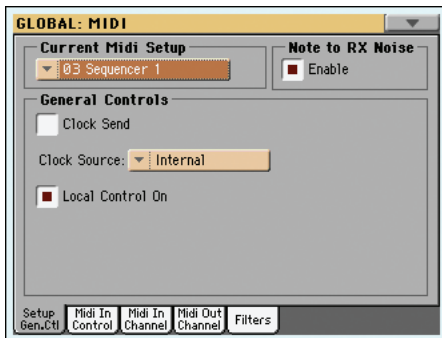 GLOBAL: MIDI
Current Midi Setup
03 Sequencer 1
Note to RX Noise
Enable
General Controls
Clock Send
Clock Source: Internal
Local Control On
Setup Gen.Ctl
Midi In Control
Midi In Channel
Midi Out Channel
Filters